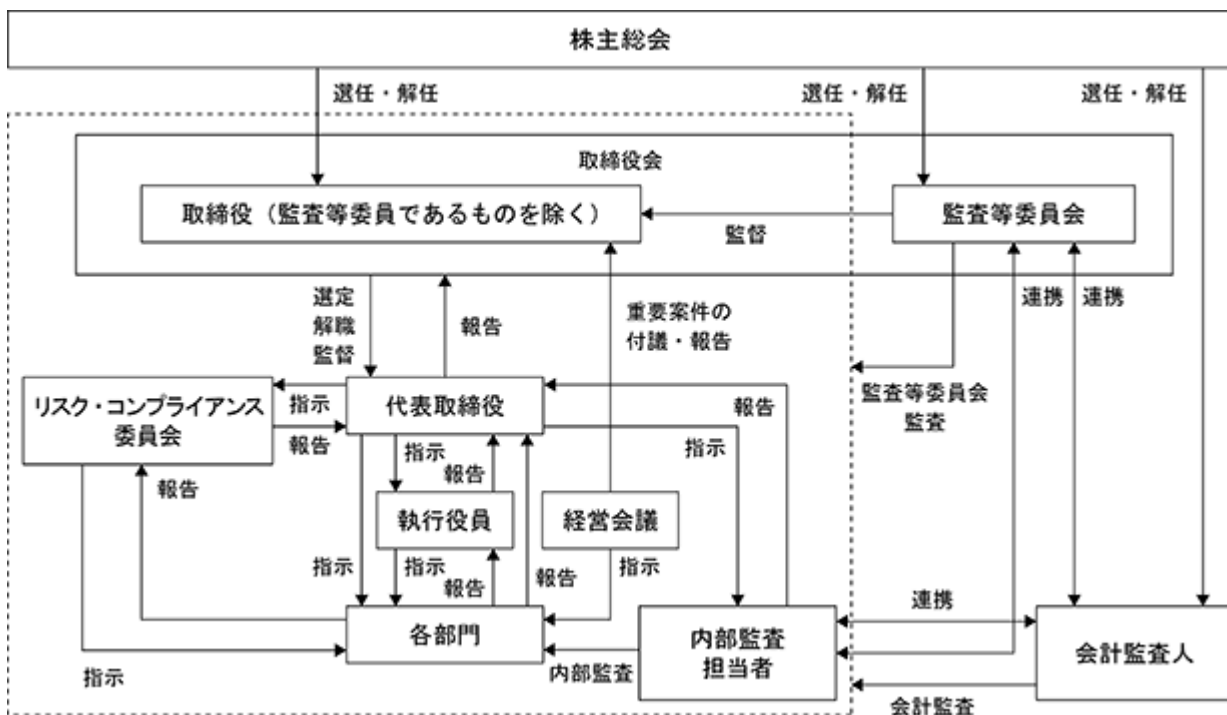 株主総会
選任・解任
選任・解任
選任・解任
取締役会
取締役（監査等委員であるものを除く）
監督
監査等委員会
選定
解職
監督
報告
重要案件の
付議・報告
連携
連携
監査等委員会
監査
リスク・コンプライアンス
委員会
指示
報告
代表取締役
報告
指示
報告
指示
報告
執行役員
経営会議
指示
指示
報告
報告
指示
各部門
内部監査
内部監査
担当者
連携
会計監査人
指示
会計監査